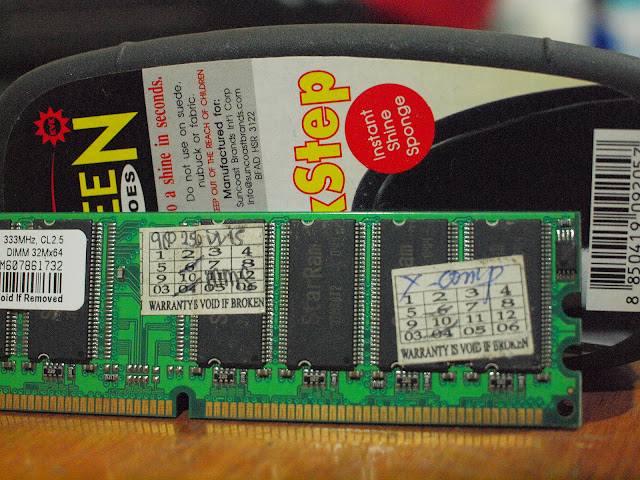 EEN
OES
o a shine in seconds.
Do not use on suede,
nubuck or fabric.
EEP OUT OF THE REACH OF CHILDREN
Manufactured for:
Suncoast Brands Int'l Corp
Info@suncoastbrands.com
BFAD HSR 3122
xStep
Instant
Shine
Sponge
333MHz, CL2.5
DIMM 32Mx64
M607861732
Void If Removed
1 2 3 4
5 6 7 8
9 10 11 12
03 04 05 06
WARRANTY IS VOID IF BROKEN
StarRam
1 2 3 4
5 6 7 8
9 10 11 12
03 04 05 06
WARRANTY IS VOID IF BROKEN